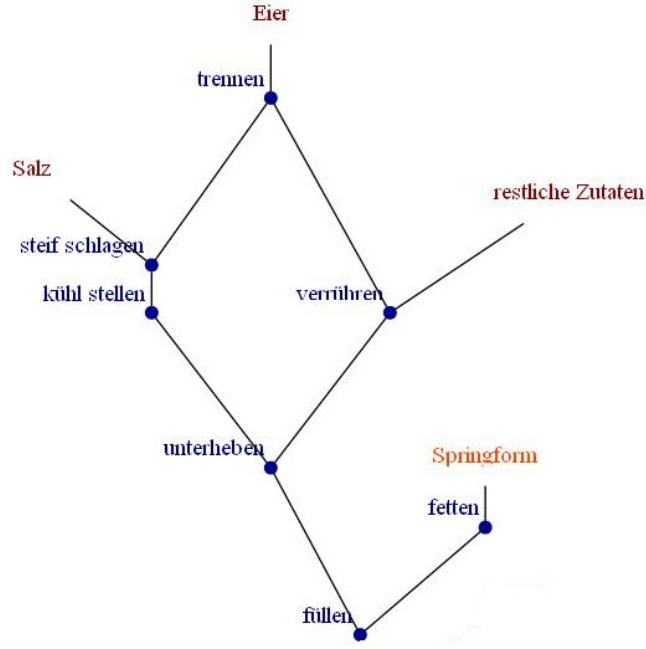 Eier
trennen
Salz
restliche Zutaten
steif schlagen
kühl stellen
verrühren
unterheben
Springform
fetten
füllen